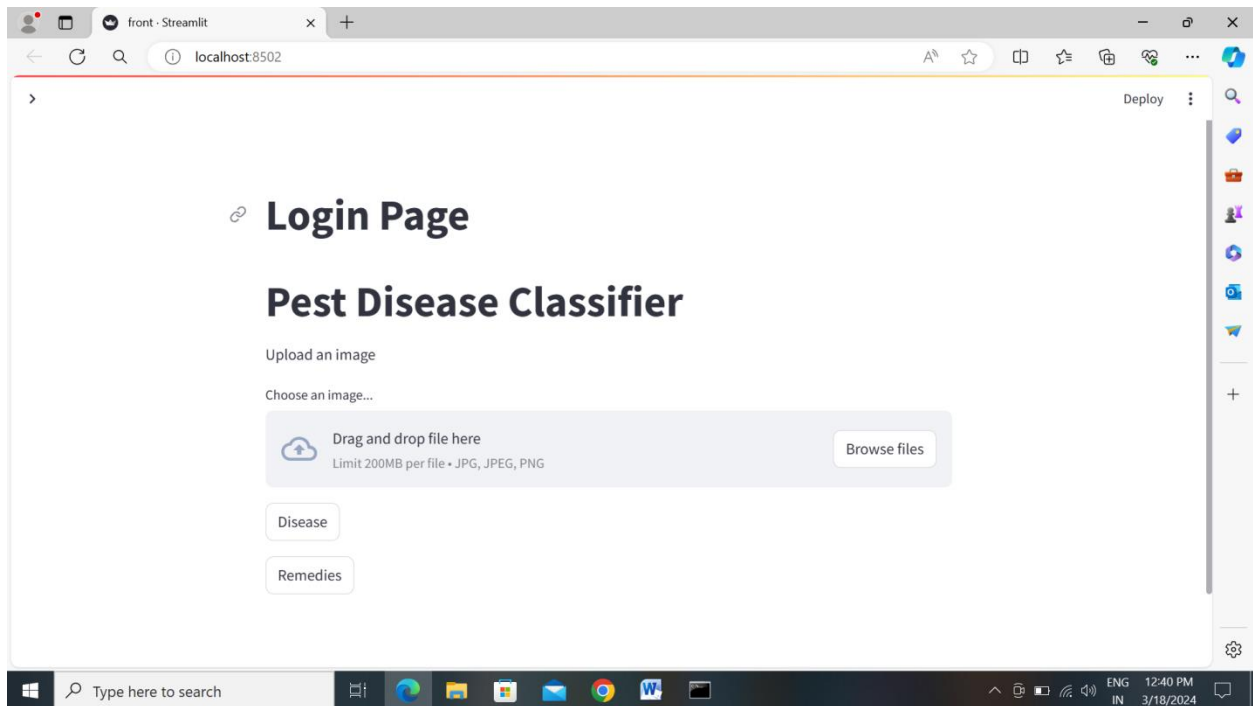 front · Streamlit
localhost:8502
Deploy
Login Page
Pest Disease Classifier
Upload an image
Choose an image...
Drag and drop file here
Limit 200MB per file • JPG, JPEG, PNG
Browse files
Disease
Remedies
Type here to search
ENG
IN
12:40 PM
3/18/2024